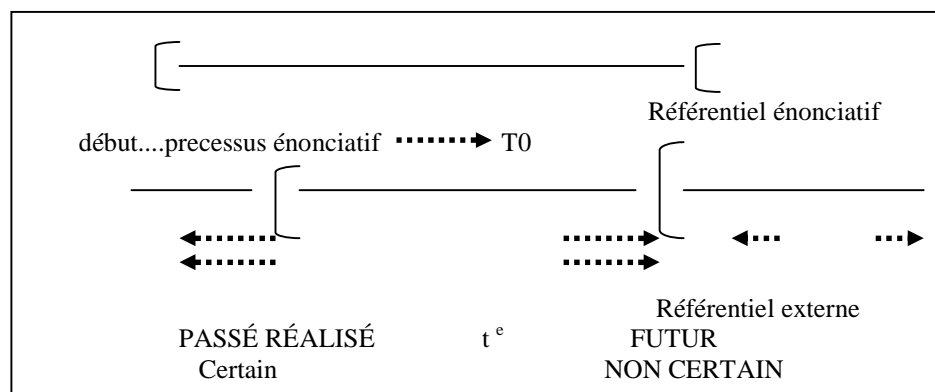 Référentiel énonciatif
début....precessus énonciatif T0
Référentiel externe
PASSÉ RÉALISÉ t e FUTUR
Certain NON CERTAIN